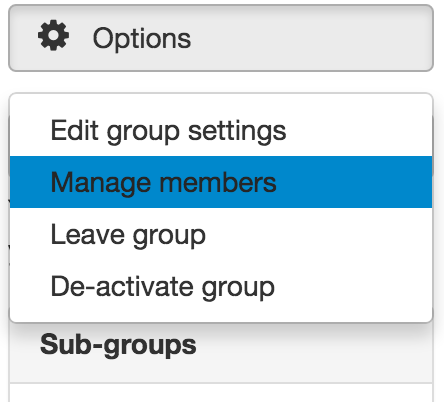 Options
Edit group settings
Manage members
Leave group
De-activate group
Sub-groups